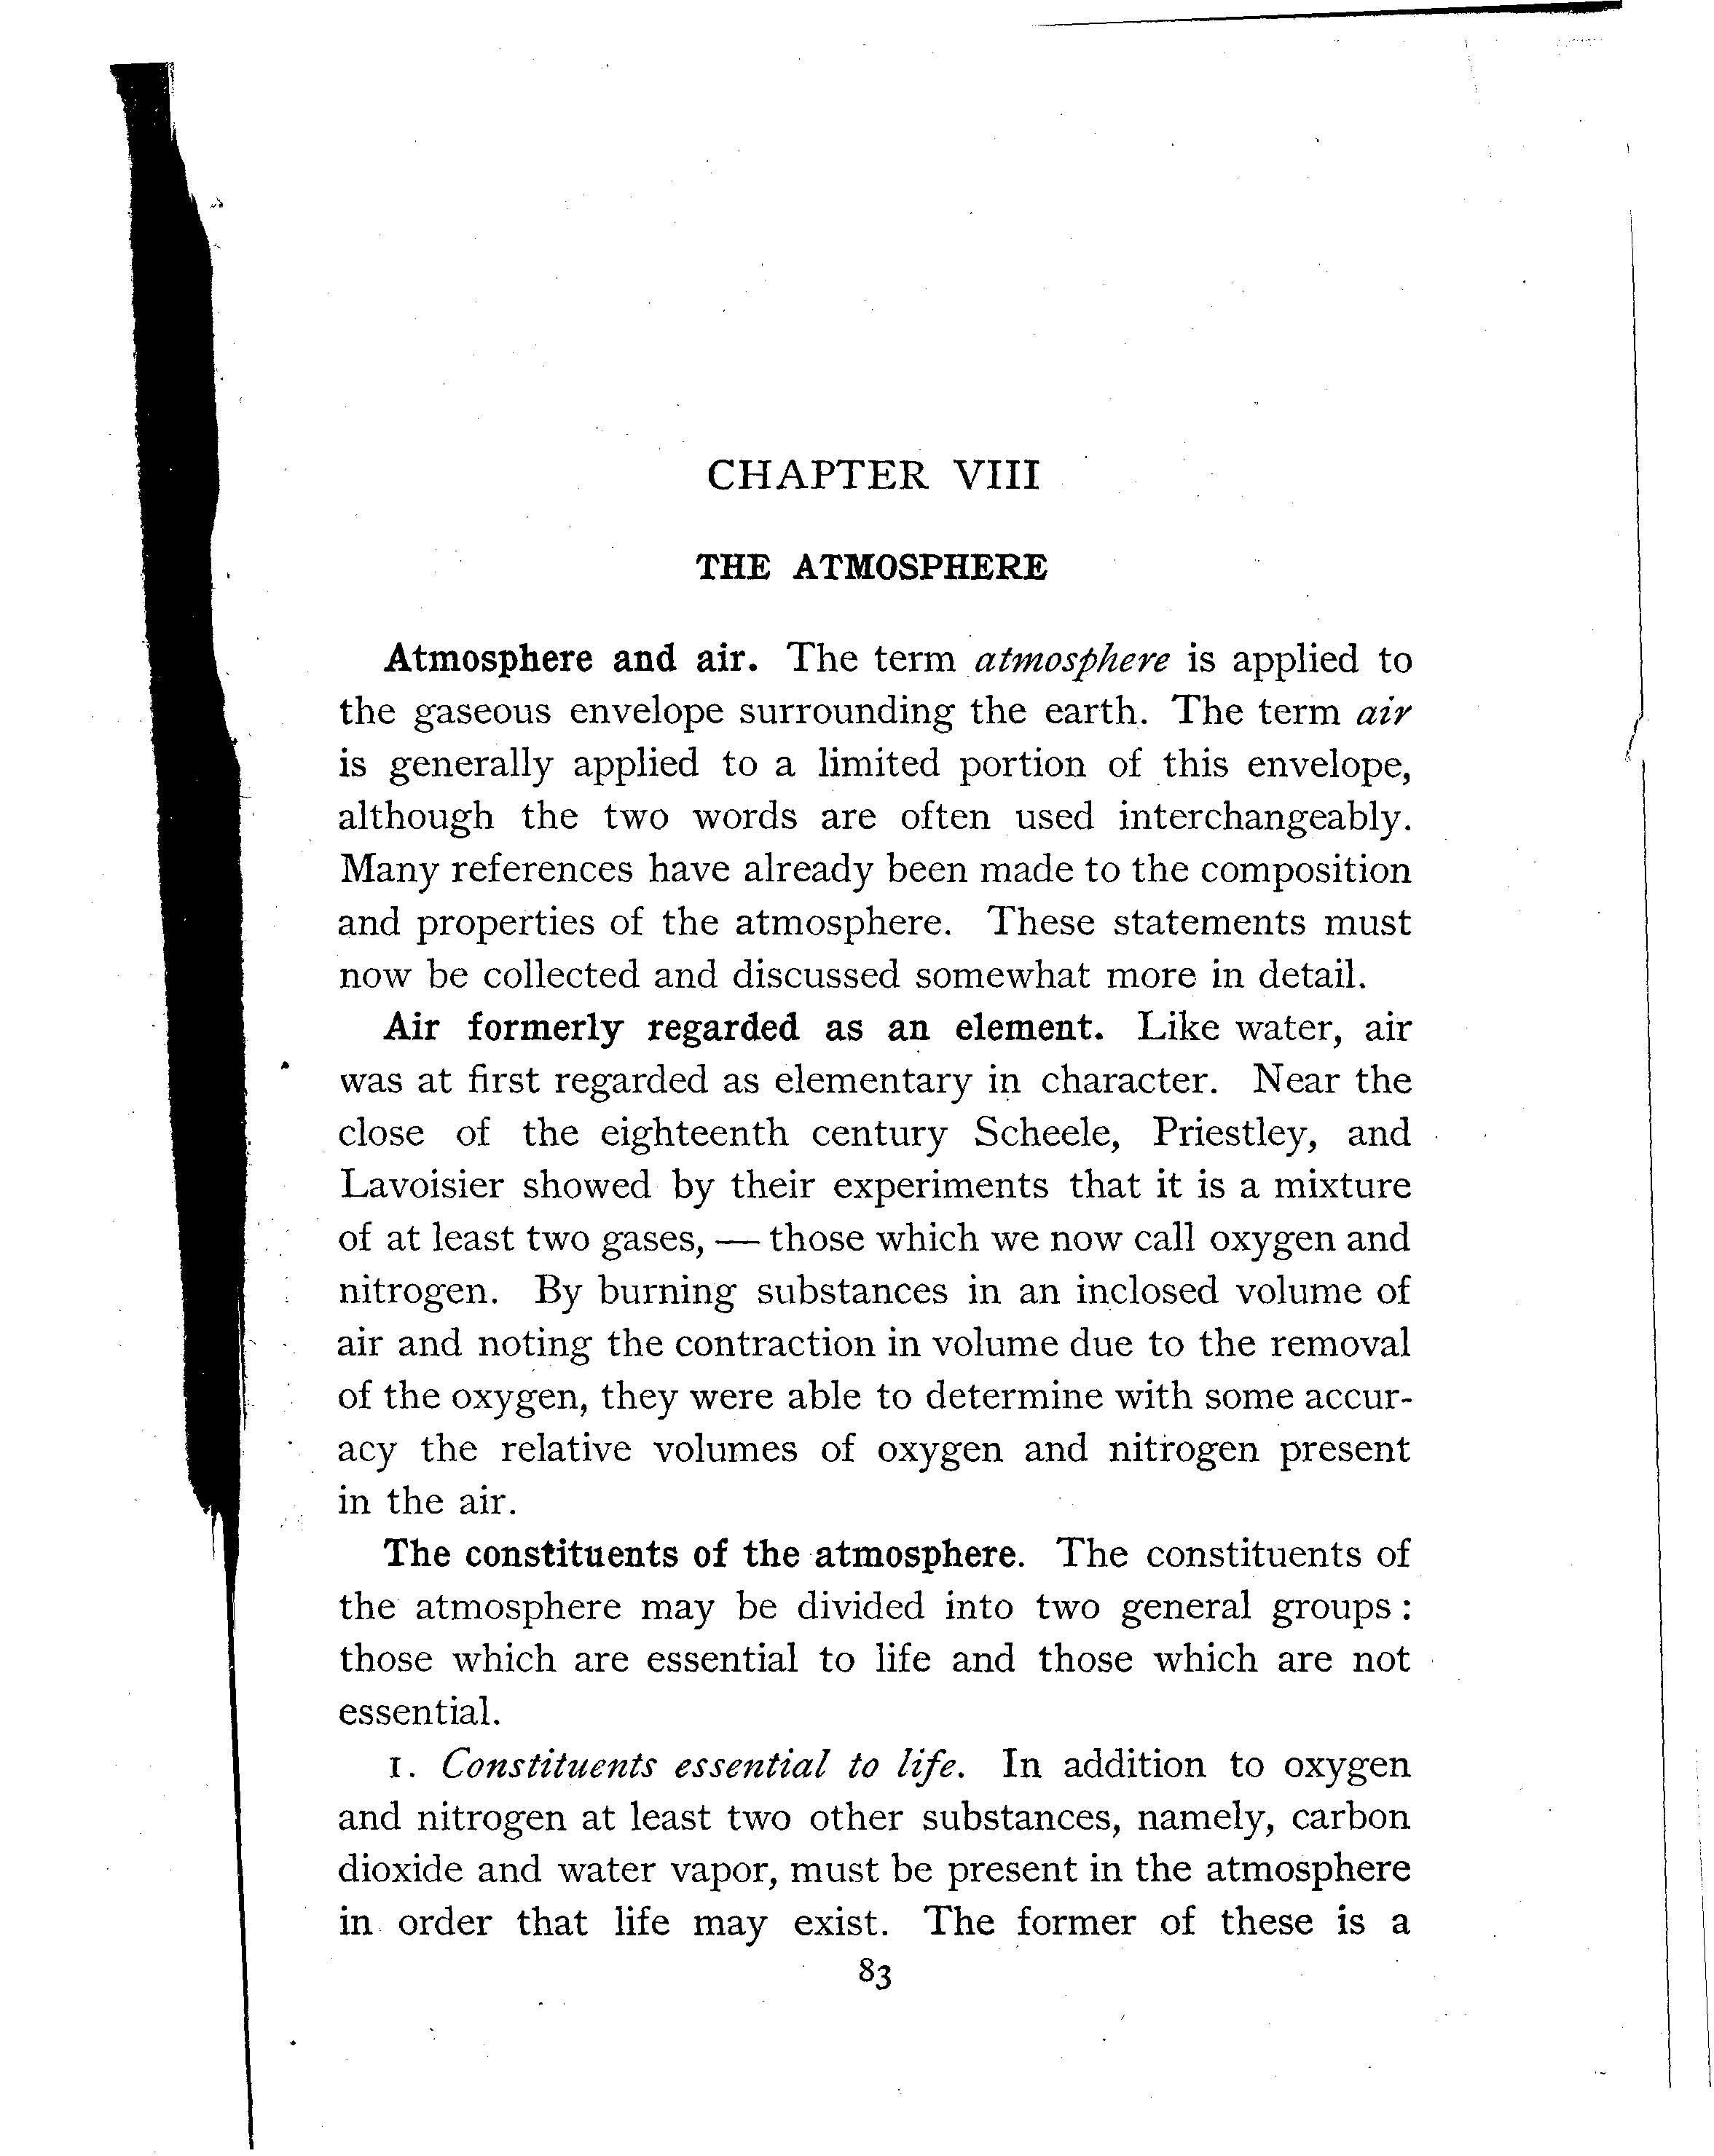 CHAPTER VIII
THE ATMOSPHERE
Atmosphere and air. The term atmosphere is applied to
the gaseous envelope surrounding the earth. The term air
is generally applied to a limited portion of this envelope,
although the two words are often used interchangeably.
Many references have already been made to the composition
and properties of the atmosphere. These statements must
now be collected and discussed somewhat more in detail.
Air formerly regarded as an element. Like water, air
was at first regarded as elementary in character. Near the
close of the eighteenth century Scheele, Priestley, and
Lavoisier showed by their experiments that it is a mixture
of at least two gases, — those which we now call oxygen and
nitrogen. By burning substances in an inclosed volume of
air and noting the contraction in volume due to the removal
of the oxygen, they were able to determine with some accur-
acy the relative volumes of oxygen and nitrogen present
in the air.
The constituents of the atmosphere. The constituents of
the atmosphere may be divided into two general groups :
those which are essential to life and those which are not
essential.
1. Constituents essential to life. In addition to oxygen
and nitrogen at least two other substances, namely, carbon
dioxide and water vapor, must be present in the atmosphere
in order that life may exist. The former of these is a
83